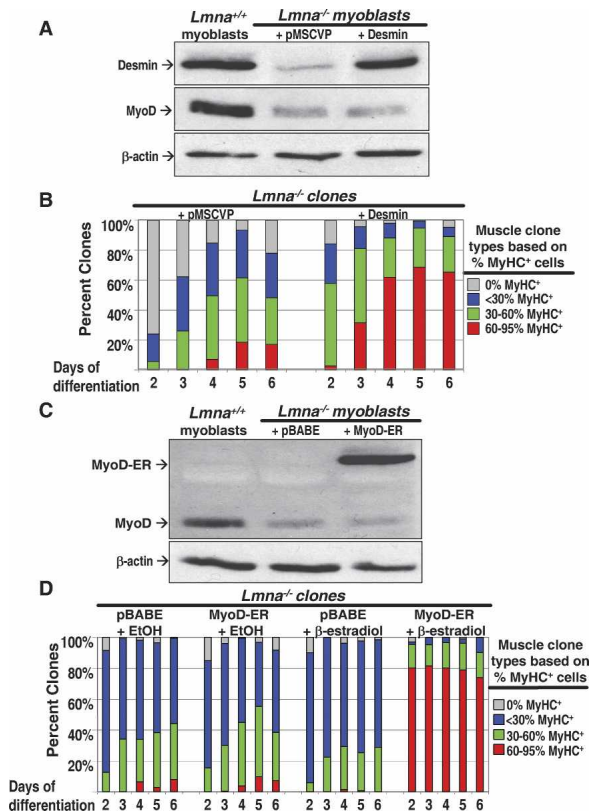 A
Lmna+/+ myoblasts
Lmna-/- myoblasts
+ pMSCVP
+ Desmin
Desmin →
MyoD →
β-actin →
B
Lmna-/- clones
+ pMSCVP
+ Desmin
100%
80%
60%
40%
20%
Percent Clones
Days of
differentiation
2 3 4 5 6
2 3 4 5 6
Muscle clone
types based on
% MyHC+ cells
0% MyHC+
<30% MyHC+
30-60% MyHC+
60-95% MyHC+
C
Lmna+/+
myoblasts
Lmna-/- myoblasts
+ pBABE
+ MyoD-ER
MyoD-ER →
MyoD →
β-actin →
D
Lmna-/- clones
pBABE
+ EtOH
MyoD-ER
+ EtOH
pBABE
+ β-estradiol
MyoD-ER
+ β-estradiol
100%
80%
60%
40%
20%
Percent Clones
Days of
differentiation
2 3 4 5 6
2 3 4 5 6
2 3 4 5 6
2 3 4 5 6
Muscle clone
types based on
% MyHC+ cells
0% MyHC+
<30% MyHC+
30-60% MyHC+
60-95% MyHC+